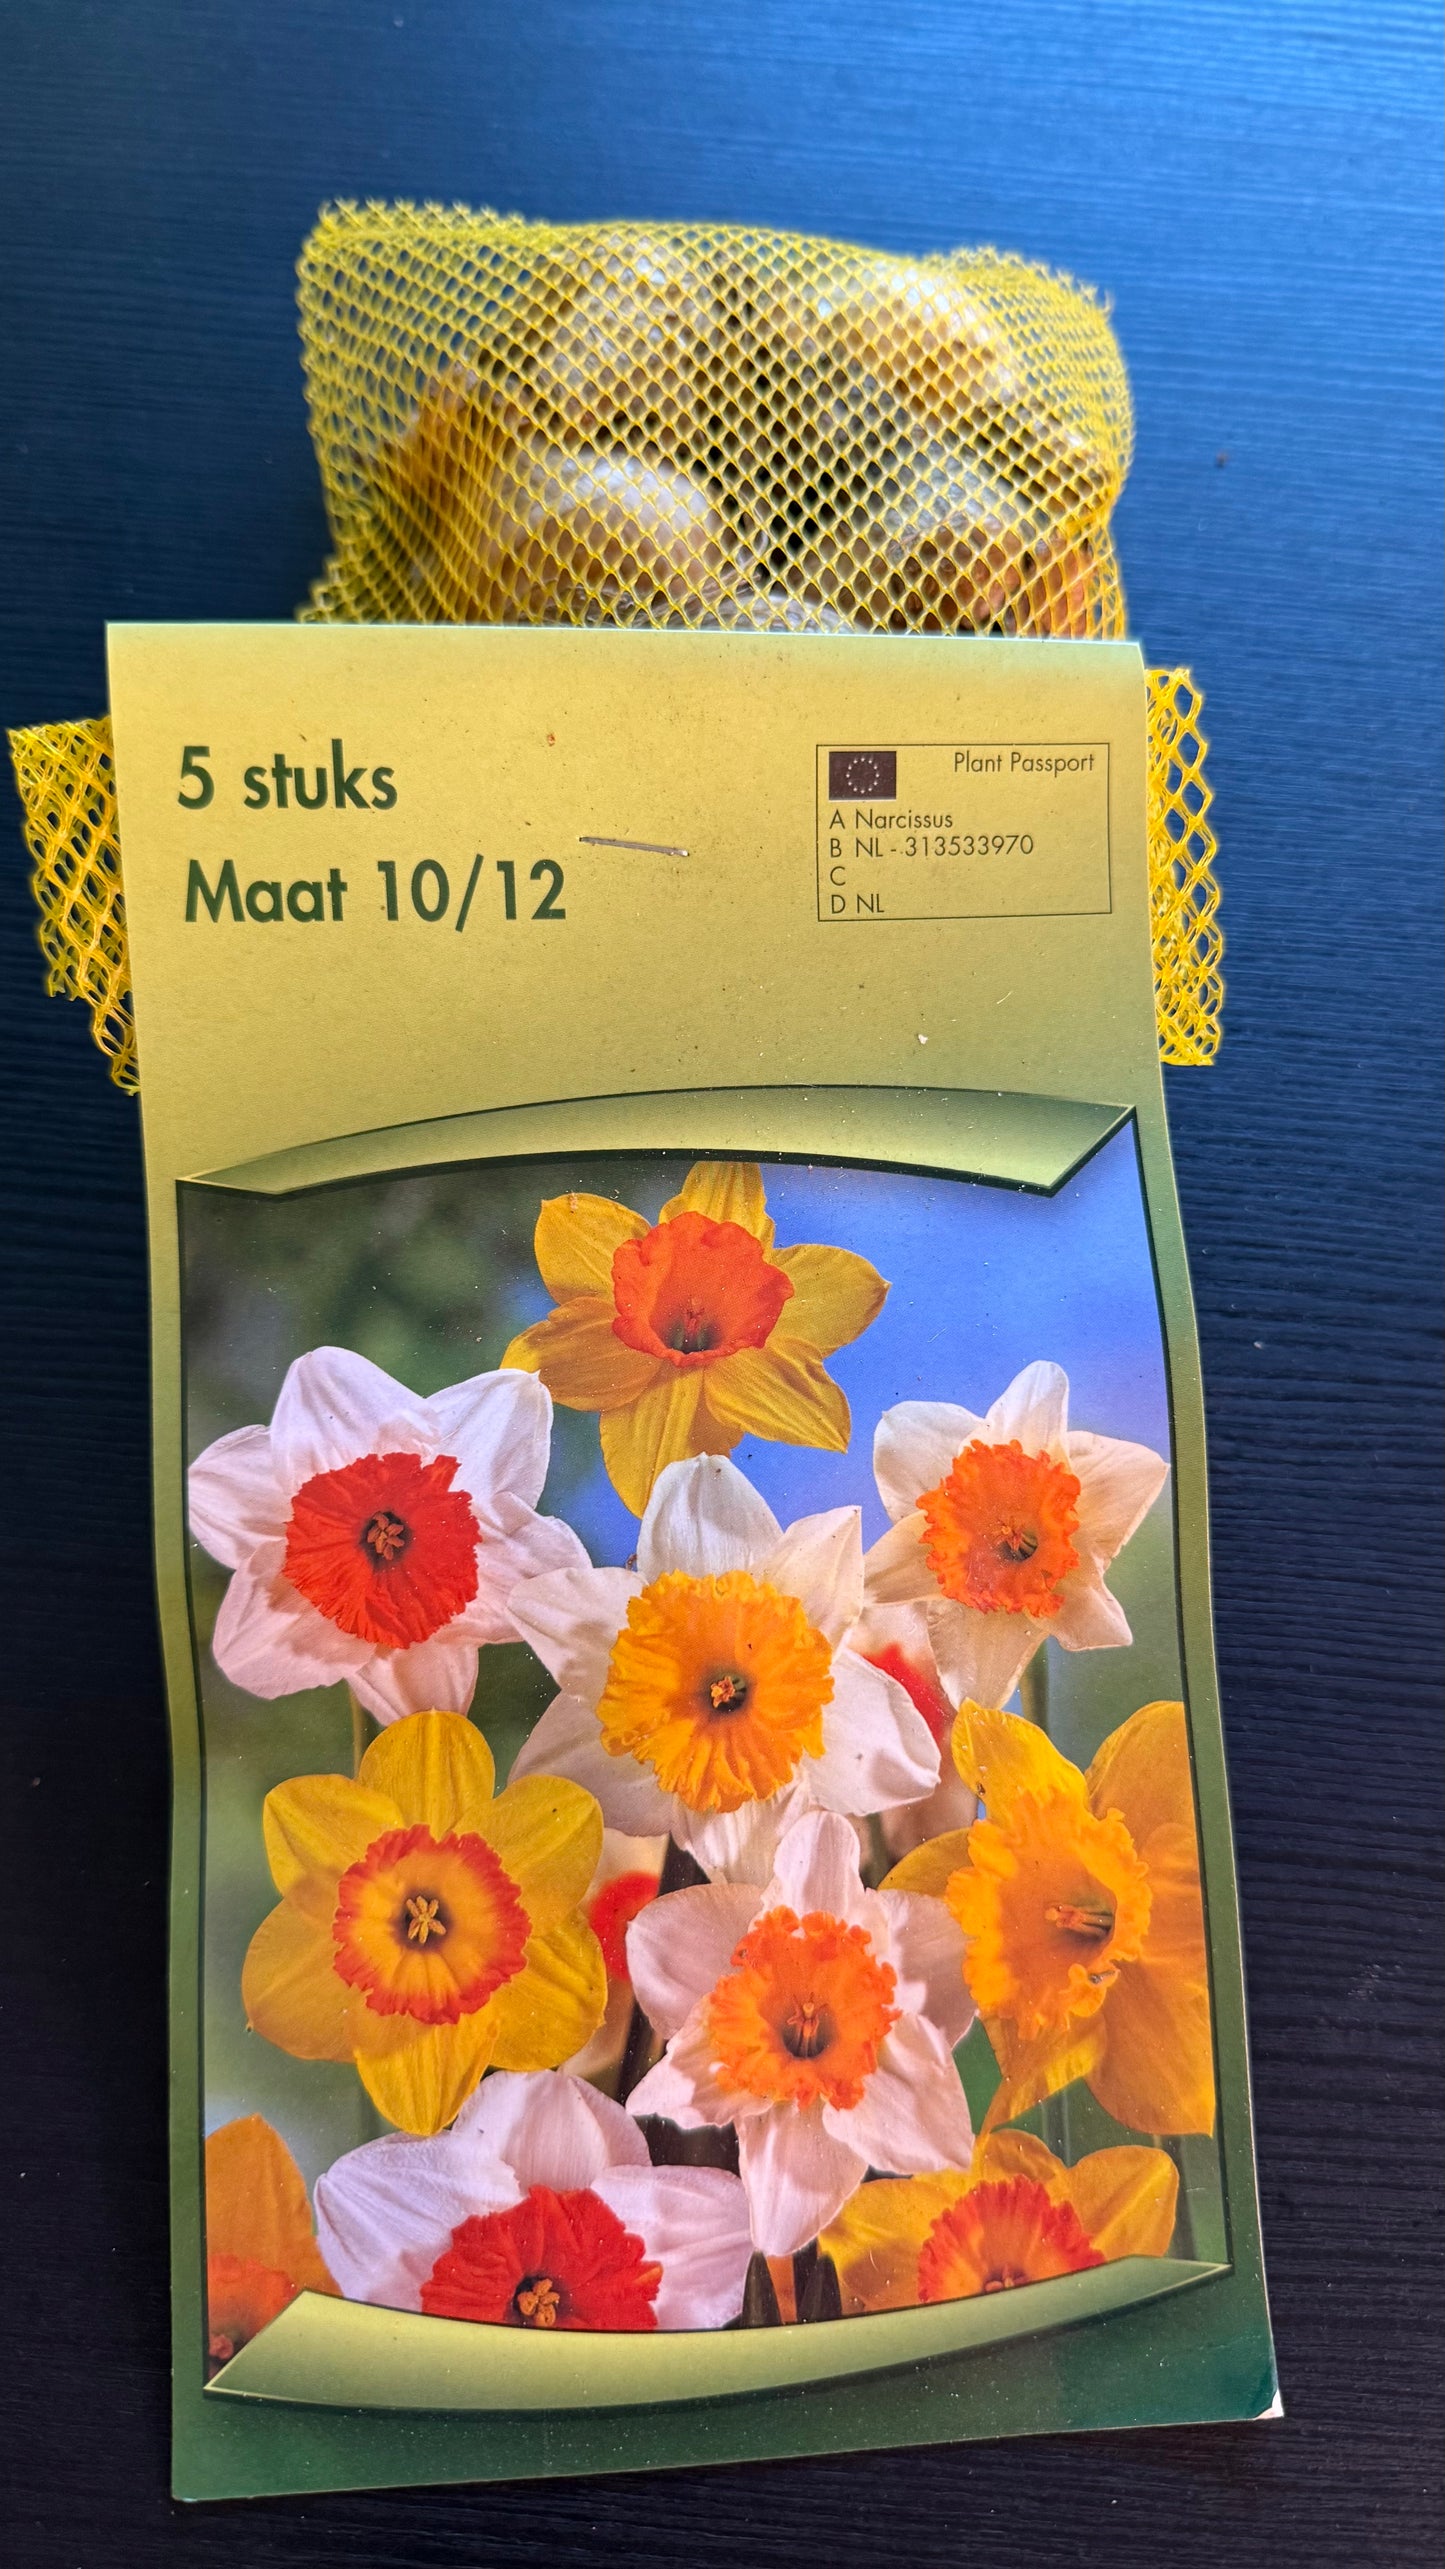 5 stuks
Maat 10/12
Plant Passport
A Narcissus
B NL - 313533970
C
D NL